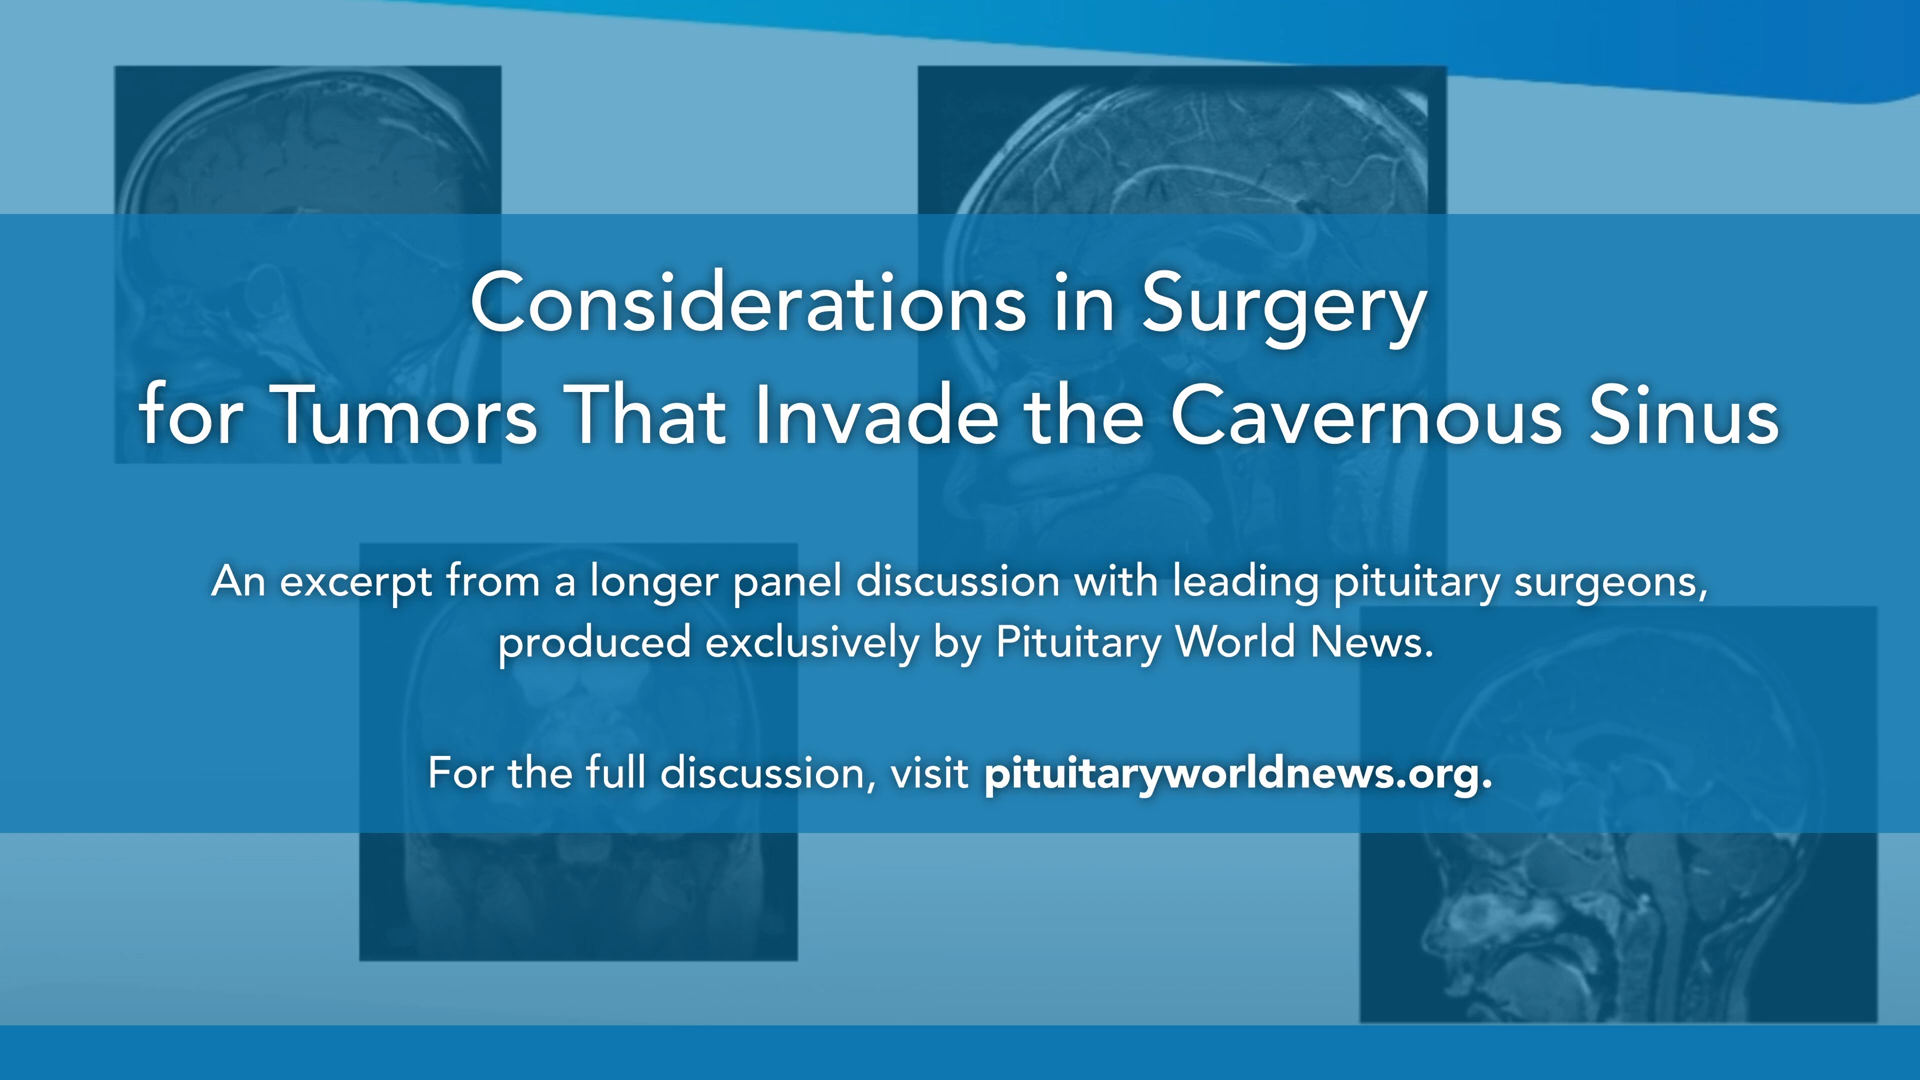 Considerations in Surgery
for Tumors That Invade the Cavernous Sinus
An excerpt from a longer panel discussion with leading pituitary surgeons,
produced exclusively by Pituitary World News.
For the full discussion, visit pituitaryworldnews.org.